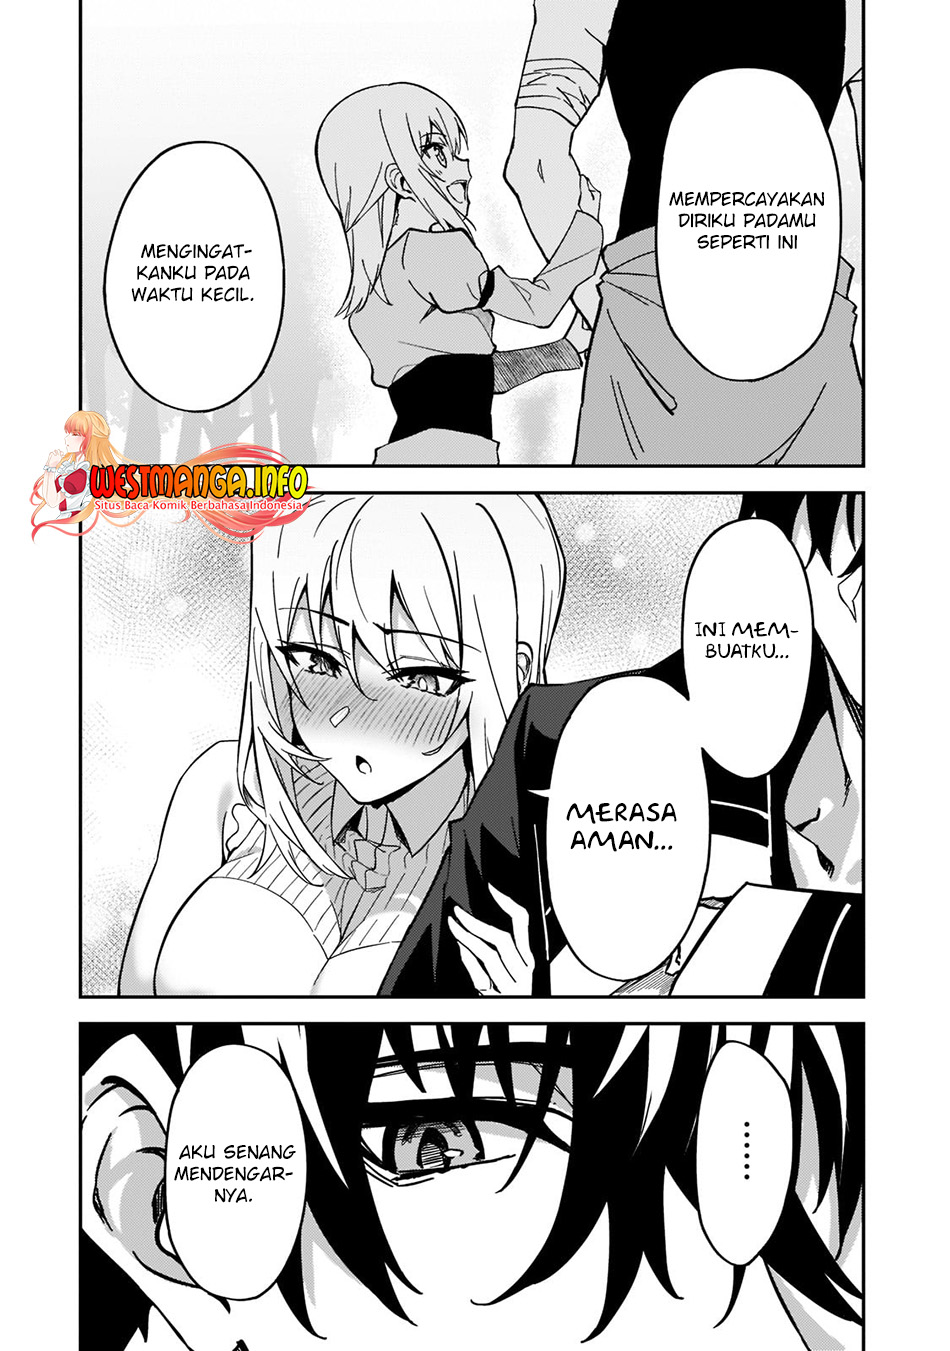 MEMPERCAYAKAN
DIRIKU PADAMU
SEPERTI INI
MENGINGAT-
KANKU PADA
WAKTU KECIL.
WESTMANGA.INFO
Situs Baca Komik Berbahasa Indonesia
INI MEM-
BUATKU...
MERASA
AMAN...
........
AKU SENANG
MENDENGAR-
NYA.